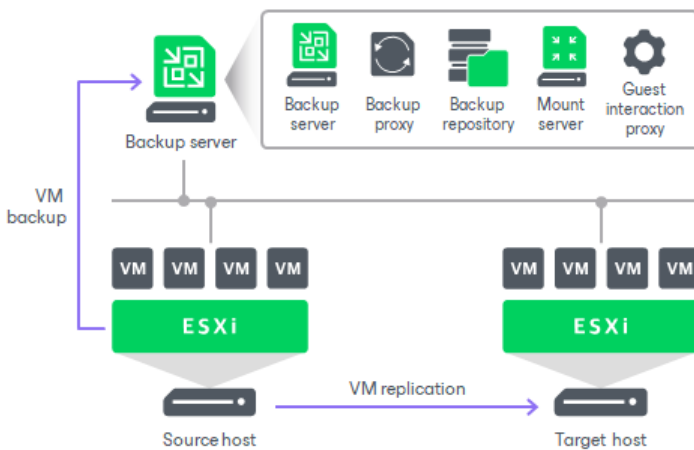 Backup server
Backup
server
Backup
proxy
Backup
repository
Mount
server
Guest
interaction
proxy
VM
backup
VM VM VM VM
VM VM VM VM
ESXi
ESXi
VM replication
Source host
Target host